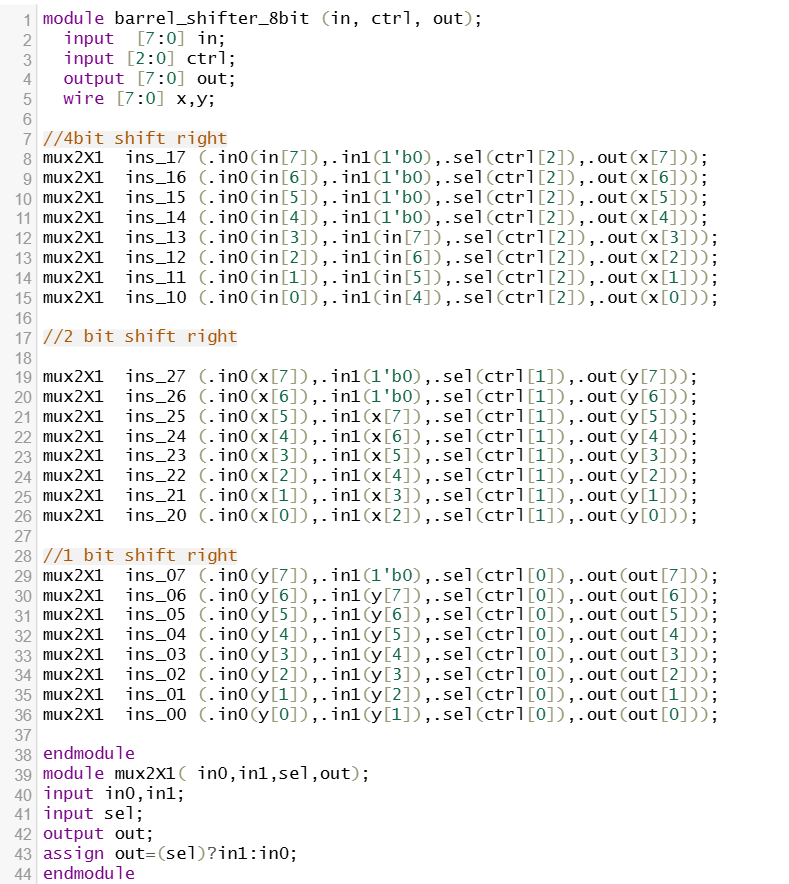 1 module barrel_shifter_8bit (in, ctrl, out);
2   input  [7:0] in;
3   input [2:0] ctrl;
4   output [7:0] out;
5   wire [7:0] x,y;
6
7 //4bit shift right
8 mux2X1  ins_17 (.in0(in[7]),.in1(1'b0),.sel(ctrl[2]),.out(x[7]));
9 mux2X1  ins_16 (.in0(in[6]),.in1(1'b0),.sel(ctrl[2]),.out(x[6]));
10 mux2X1  ins_15 (.in0(in[5]),.in1(1'b0),.sel(ctrl[2]),.out(x[5]));
11 mux2X1  ins_14 (.in0(in[4]),.in1(1'b0),.sel(ctrl[2]),.out(x[4]));
12 mux2X1  ins_13 (.in0(in[3]),.in1(in[7]),.sel(ctrl[2]),.out(x[3]));
13 mux2X1  ins_12 (.in0(in[2]),.in1(in[6]),.sel(ctrl[2]),.out(x[2]));
14 mux2X1  ins_11 (.in0(in[1]),.in1(in[5]),.sel(ctrl[2]),.out(x[1]));
15 mux2X1  ins_10 (.in0(in[0]),.in1(in[4]),.sel(ctrl[2]),.out(x[0]));
16
17 //2 bit shift right
18
19 mux2X1  ins_27 (.in0(x[7]),.in1(1'b0),.sel(ctrl[1]),.out(y[7]));
20 mux2X1  ins_26 (.in0(x[6]),.in1(1'b0),.sel(ctrl[1]),.out(y[6]));
21 mux2X1  ins_25 (.in0(x[5]),.in1(x[7]),.sel(ctrl[1]),.out(y[5]));
22 mux2X1  ins_24 (.in0(x[4]),.in1(x[6]),.sel(ctrl[1]),.out(y[4]));
23 mux2X1  ins_23 (.in0(x[3]),.in1(x[5]),.sel(ctrl[1]),.out(y[3]));
24 mux2X1  ins_22 (.in0(x[2]),.in1(x[4]),.sel(ctrl[1]),.out(y[2]));
25 mux2X1  ins_21 (.in0(x[1]),.in1(x[3]),.sel(ctrl[1]),.out(y[1]));
26 mux2X1  ins_20 (.in0(x[0]),.in1(x[2]),.sel(ctrl[1]),.out(y[0]));
27
28 //1 bit shift right
29 mux2X1  ins_07 (.in0(y[7]),.in1(1'b0),.sel(ctrl[0]),.out(out[7]));
30 mux2X1  ins_06 (.in0(y[6]),.in1(y[7]),.sel(ctrl[0]),.out(out[6]));
31 mux2X1  ins_05 (.in0(y[5]),.in1(y[6]),.sel(ctrl[0]),.out(out[5]));
32 mux2X1  ins_04 (.in0(y[4]),.in1(y[5]),.sel(ctrl[0]),.out(out[4]));
33 mux2X1  ins_03 (.in0(y[3]),.in1(y[4]),.sel(ctrl[0]),.out(out[3]));
34 mux2X1  ins_02 (.in0(y[2]),.in1(y[3]),.sel(ctrl[0]),.out(out[2]));
35 mux2X1  ins_01 (.in0(y[1]),.in1(y[2]),.sel(ctrl[0]),.out(out[1]));
36 mux2X1  ins_00 (.in0(y[0]),.in1(y[1]),.sel(ctrl[0]),.out(out[0]));
37
38 endmodule
39 module mux2X1( in0,in1,sel,out);
40 input in0,in1;
41 input sel;
42 output out;
43 assign out=(sel)?in1:in0;
44 endmodule